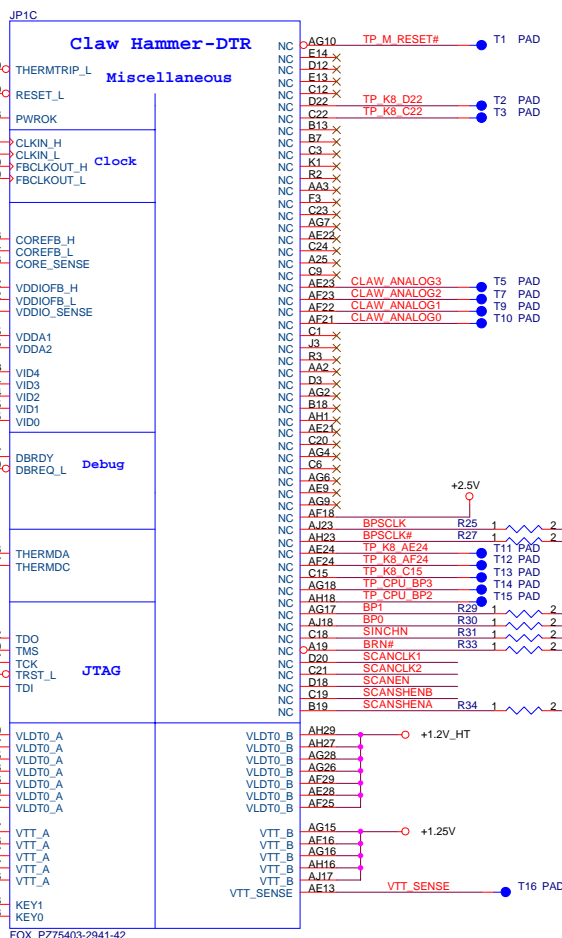 JP1C
Claw Hammer-DTR
Miscellaneous
NC AG10 TP_M_RESET# T1 PAD
NC E14
THERMTRIP_L NC D12
NC E13
RESET_L NC C12
NC D22 TP_K8_D22 T2 PAD
PWROK NC C22 TP_K8_C22 T3 PAD
NC B13
CLKIN_H NC B7
CLKIN_L Clock NC C3
FBCLKOUT_H NC K1
FBCLKOUT_L NC R2
NC AA3
NC F3
NC C23
NC AG7
COREFB_H NC AE22
COREFB_L NC C24
CORE_SENSE NC A25
NC C9
VDDIOFB_H NC AE23 CLAW_ANALOG3 T5 PAD
VDDIOFB_L NC AF23 CLAW_ANALOG2 T7 PAD
VDDIO_SENSE NC AF22 CLAW_ANALOG1 T9 PAD
NC AF21 CLAW_ANALOG0 T10 PAD
VDDA1 NC C1
VDDA2 NC J3
NC R3
VID4 NC AA2
VID3 NC D3
VID2 NC AG2
VID1 NC B18
VID0 NC AH1
NC AE21
NC C20
DBRDY Debug NC AG4
DBREQ_L NC C6
NC AG6
NC AE9
NC AG9
+2.5V
NC AF18
NC AJ23 BPSCLK R25 1 2
NC AH23 BPSCLK# R27 1 2
THERMDA NC AE24 TP_K8_AE24 T11 PAD
THERMDC NC AF24 TP_K8_AF24 T12 PAD
NC C15 TP_K8_C15 T13 PAD
NC AG18 TP_CPU_BP3 T14 PAD
NC AH18 TP_CPU_BP2 T15 PAD
NC AG17 BP1 R29 1 2
NC AJ18 BP0 R30 1 2
TDO NC C18 SINCHN R31 1 2
TMS NC A19 BRN# R33 1 2
TCK NC D20 SCANCLK1
TRST_L JTAG NC C21 SCANCLK2
TDI NC D18 SCANEN
NC C19 SCANSHENB
NC B19 SCANSHENA R34 1 2
VLDT0_A VLDT0_B AH29 +1.2V_HT
VLDT0_A VLDT0_B AH27
VLDT0_A VLDT0_B AG28
VLDT0_A VLDT0_B AG26
VLDT0_A VLDT0_B AF29
VLDT0_A VLDT0_B AE28
VLDT0_A VLDT0_B AF25
VTT_A VTT_B AG15 +1.25V
VTT_A VTT_B AF16
VTT_A VTT_B AG16
VTT_A VTT_B AH16
VTT_A VTT_B AJ17
VTT_SENSE AE13 VTT_SENSE T16 PAD
KEY1
KEY0
FOX_PZ75403-2941-42